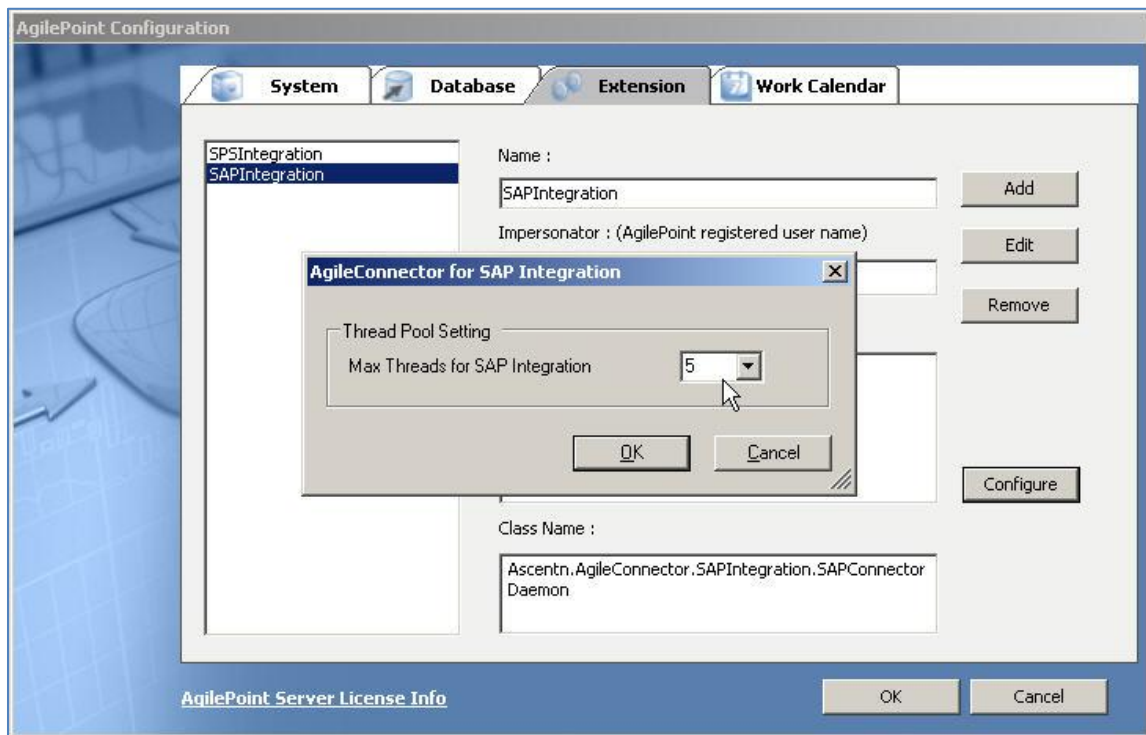 AgilePoint Configuration
System
Database
Extension
Work Calendar
SPSIntegration
SAPIntegration
Name :
SAPIntegration
Add
Impersonator : (AgilePoint registered user name)
Edit
Remove
AgileConnector for SAP Integration
Thread Pool Setting
Max Threads for SAP Integration
5
OK
Cancel
Configure
Class Name :
Ascentn.AgileConnector.SAPIntegration.SAPConnector
Daemon
AgilePoint Server License Info
OK
Cancel